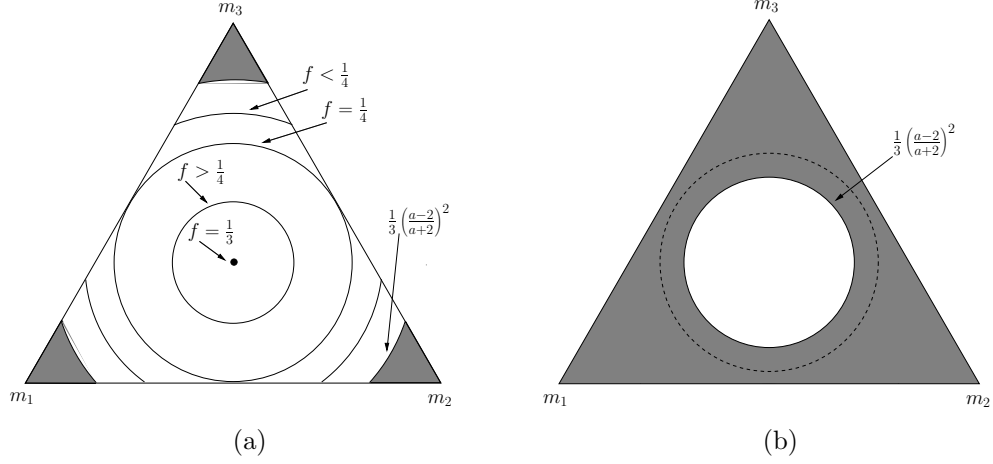 m₃
f < 1/4
f = 1/4
f > 1/4
f = 1/3
1/3 (a−2/a+2)²
m₁
m₂
(a)
m₃
1/3 (a−2/a+2)²
m₁
m₂
(b)